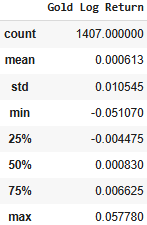 Gold Log Return
count 1407.000000
mean 0.000613
std 0.010545
min -0.051070
25% -0.004475
50% 0.000830
75% 0.006625
max 0.057780